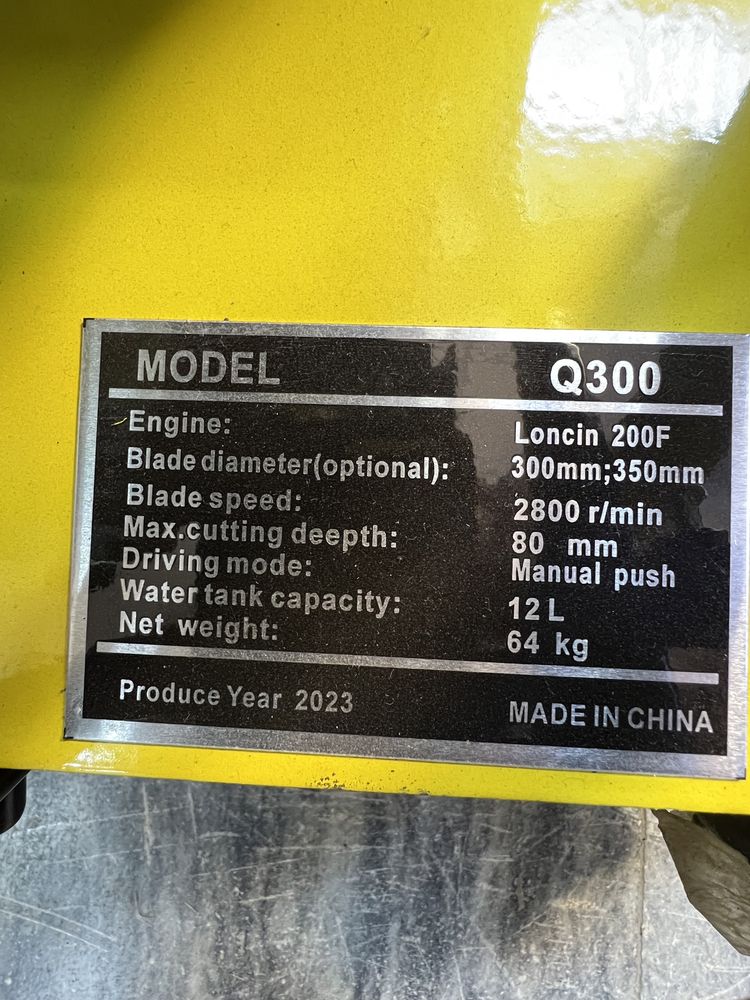 MODEL Q300
Engine: Loncin 200F
Blade diameter(optional): 300mm;350mm
Blade speed: 2800 r/min
Max.cutting deepth: 80 mm
Driving mode: Manual push
Water tank capacity: 12 L
Net weight: 64 kg
Produce Year 2023 MADE IN CHINA